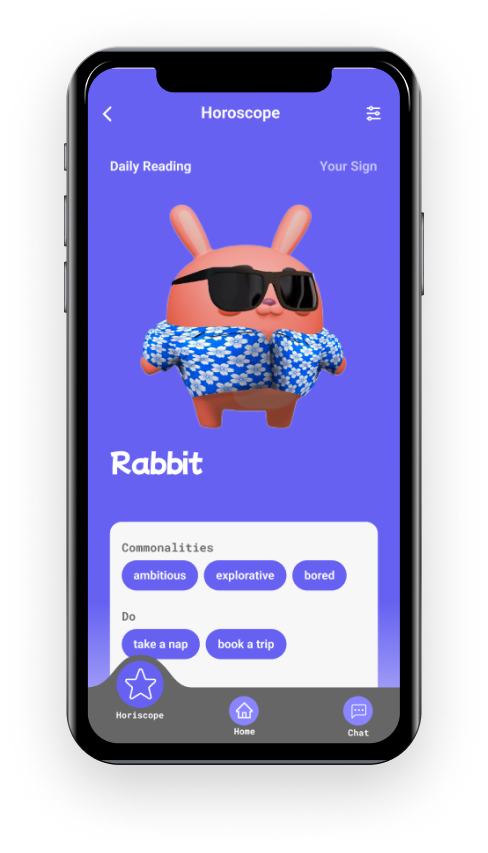 Horoscope
Daily Reading Your Sign
Rabbit
Commonalities
ambitious explorative bored
Do
take a nap book a trip
Horiscope Home Chat